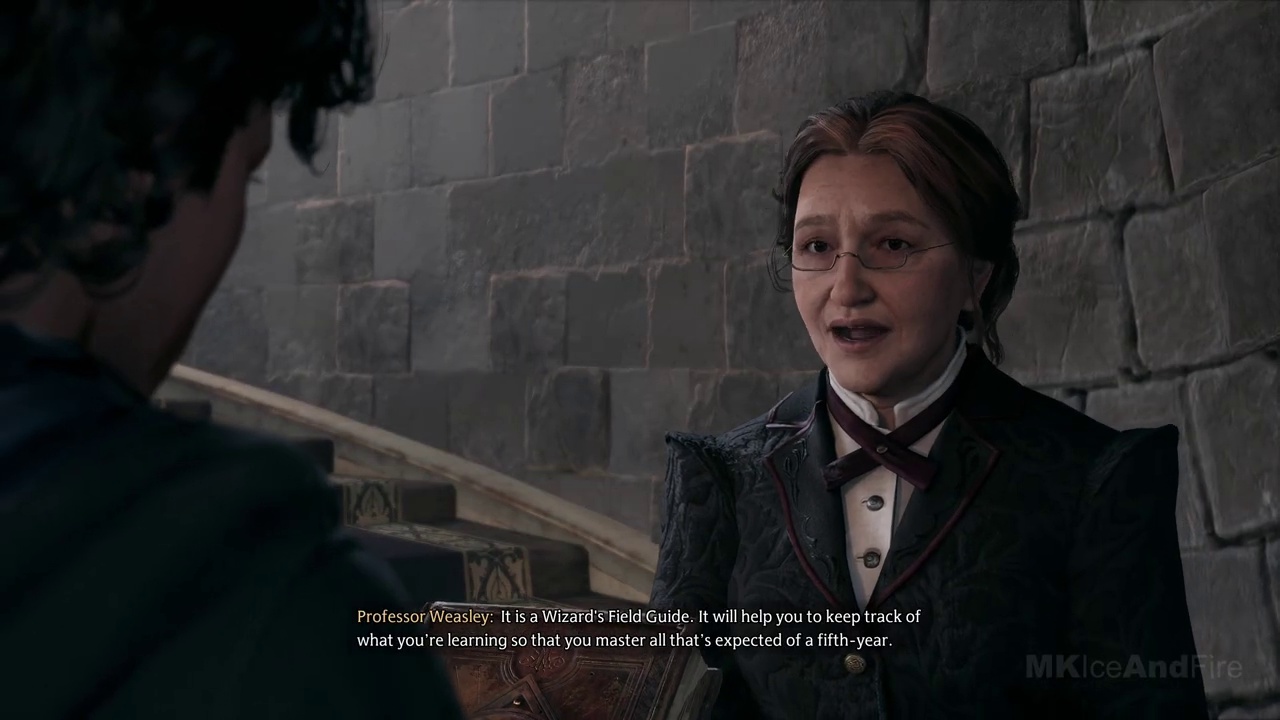 Professor Weasley: It is a Wizard's Field Guide. It will help you to keep track of
what you're learning so that you master all that's expected of a fifth-year.
MKIceAndFire